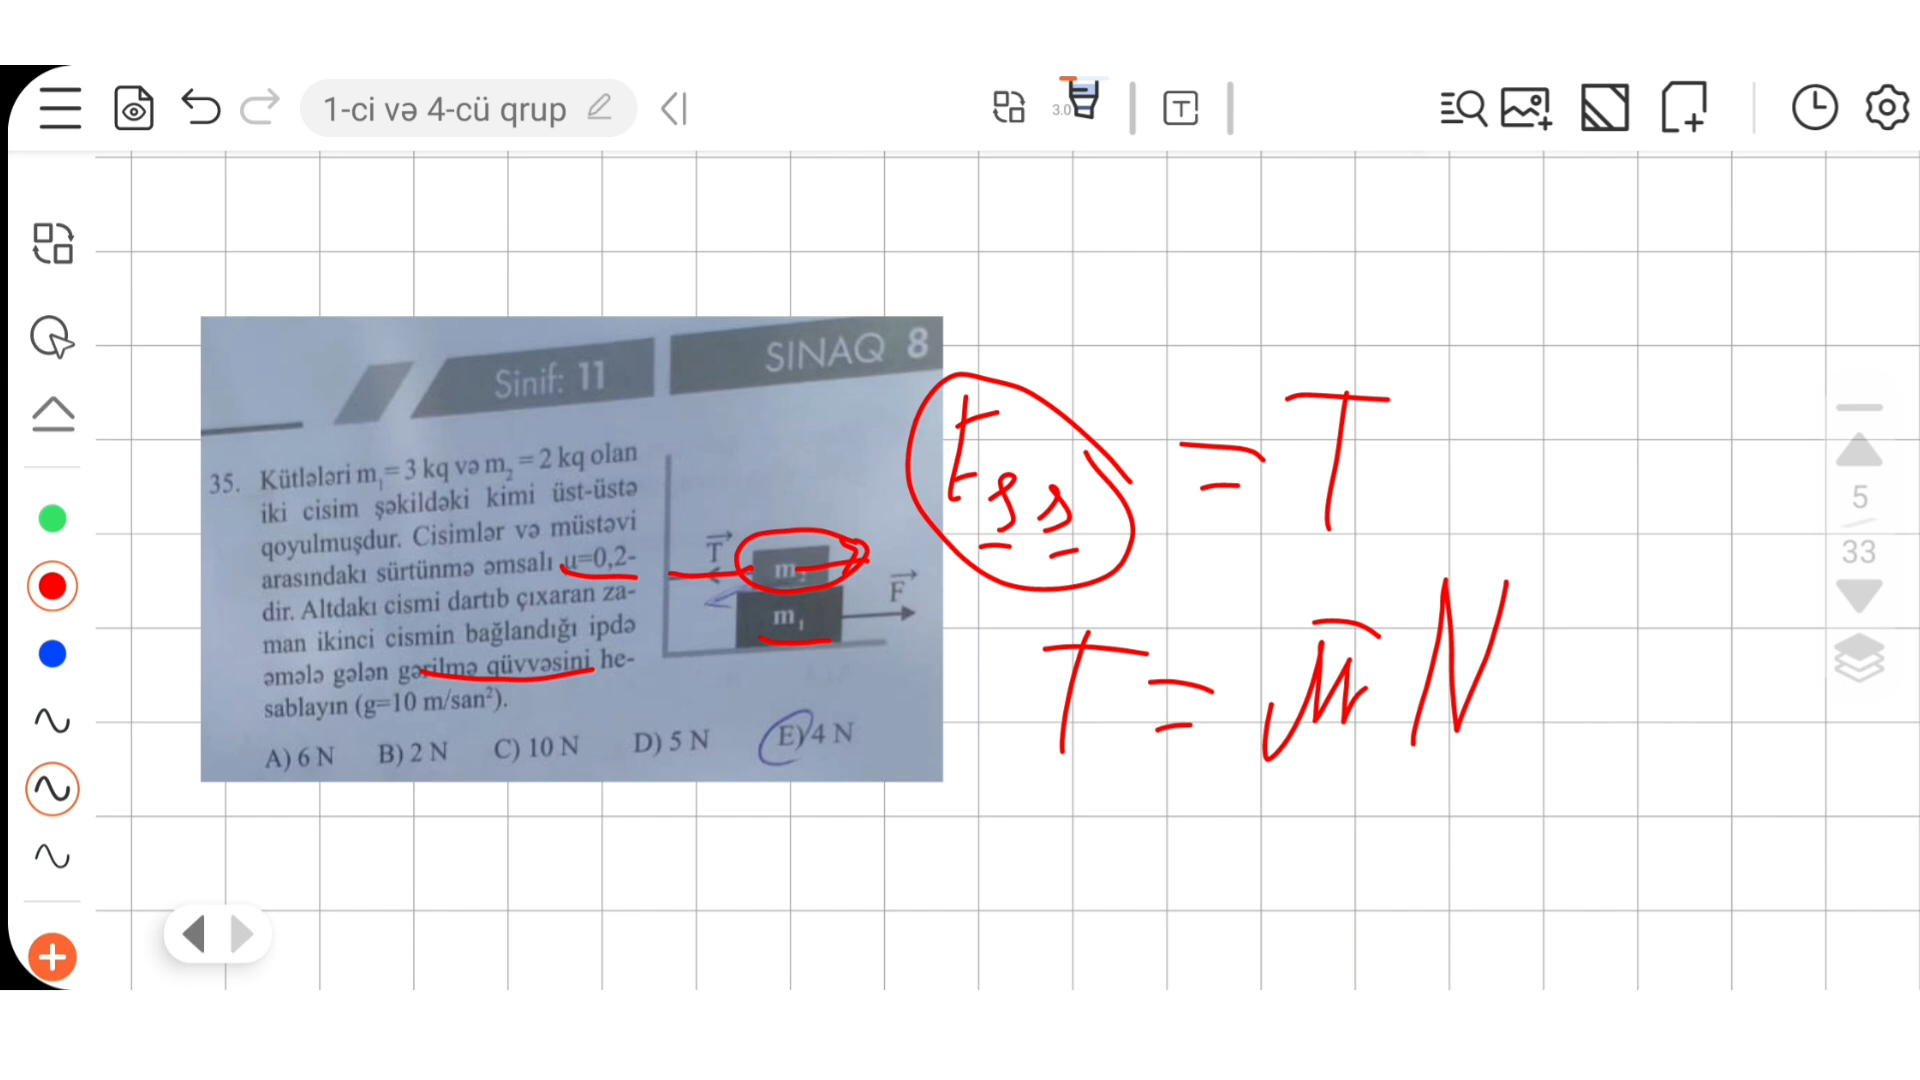 1-ci və 4-cü qrup
3.0
T
SINAQ 8
Sinif: 11
35. Kütlələri m₁ = 3 kq və m₂ = 2 kq olan
iki cisim şəkildəki kimi üst-üstə
qoyulmuşdur. Cisimlər və müstəvi
arasındakı sürtünmə əmsalı u=0,2-
dir. Altdakı cismi dartıb çıxaran za-
man ikinci cismin bağlandığı ipdə
əmələ gələn gərilmə qüvvəsini he-
sablayın (g=10 m/san²).
T
m₂
F
m₁
A) 6 N B) 2 N C) 10 N D) 5 N E) 4 N
= T
T = μ N
5
33